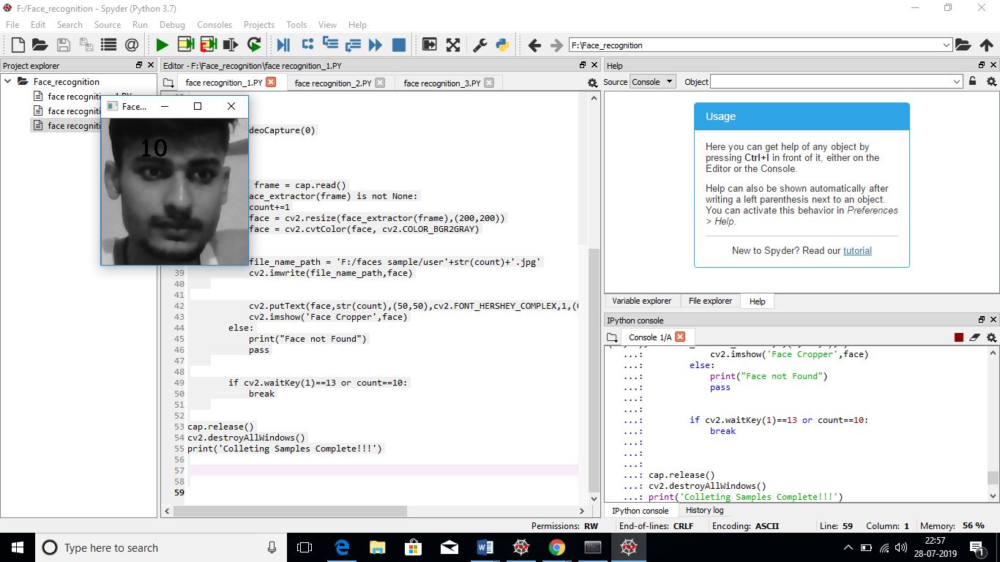 F:/Face_recognition - Spyder (Python 3.7)
File Edit Search Source Run Debug Consoles Projects Tools View Help
F:\Face_recognition
Project explorer
Face_recognition
face recognition_1.PY
face recogniti
face recogniti
Face...
10
Editor - F:\Face_recognition\face recognition_1.PY
face recognition_1.PY face recognition_2.PY face recognition_3.PY
deoCapture(0)
frame = cap.read()
ace_extractor(frame) is not None:
count+=1
face = cv2.resize(face_extractor(frame),(200,200))
face = cv2.cvtColor(face, cv2.COLOR_BGR2GRAY)
file_name_path = 'F:/faces sample/user'+str(count)+'.jpg'
39 cv2.imwrite(file_name_path,face)
40
41
42 cv2.putText(face,str(count),(50,50),cv2.FONT_HERSHEY_COMPLEX,1,(
43 cv2.imshow('Face Cropper',face)
44 else:
45 print("Face not Found")
46 pass
47
48
49 if cv2.waitKey(1)==13 or count==10:
50 break
51
52
53 cap.release()
54 cv2.destroyAllWindows()
55 print('Colleting Samples Complete!!!')
56
57
58
59
Help
Source Console Object
Usage
Here you can get help of any object by
pressing Ctrl+I in front of it, either on the
Editor or the Console.
Help can also be shown automatically after
writing a left parenthesis next to an object.
You can activate this behavior in Preferences
> Help.
New to Spyder? Read our tutorial
Variable explorer File explorer Help
IPython console
Console 1/A
...: cv2.imshow('Face Cropper',face)
...: else:
...: print("Face not Found")
...: pass
...:
...:
...: if cv2.waitKey(1)==13 or count==10:
...: break
...:
...:
...:
...: cap.release()
...: cv2.destroyAllWindows()
...: print('Colleting Samples Complete!!!')
IPython console History log
Permissions: RW End-of-lines: CRLF Encoding: ASCII Line: 59 Column: 1 Memory: 56 %
Type here to search
22:57
28-07-2019
1